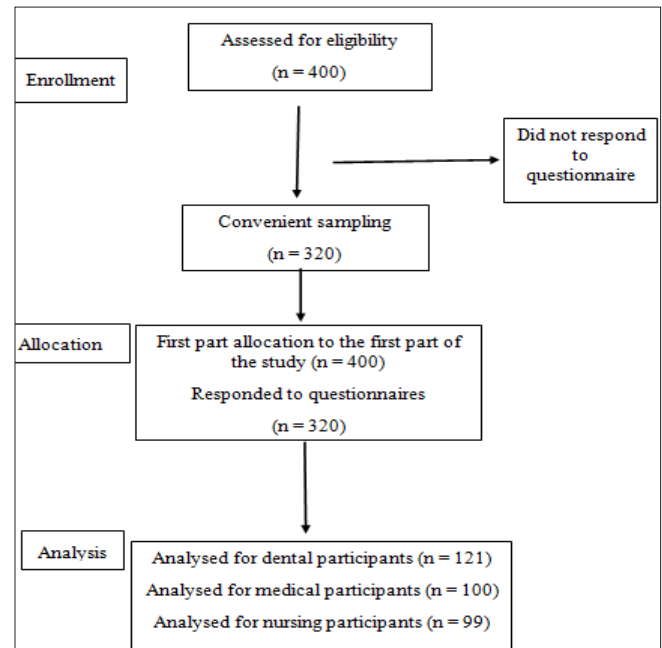 Assessed for eligibility
(n = 400)
Enrollment
Did not respond
to
questionnaire
Convenient sampling
(n = 320)
Allocation
First part allocation to the first part of
the study (n = 400)
Responded to questionnaires
(n = 320)
Analysis
Analysed for dental participants (n = 121)
Analysed for medical participants (n = 100)
Analysed for nursing participants (n = 99)